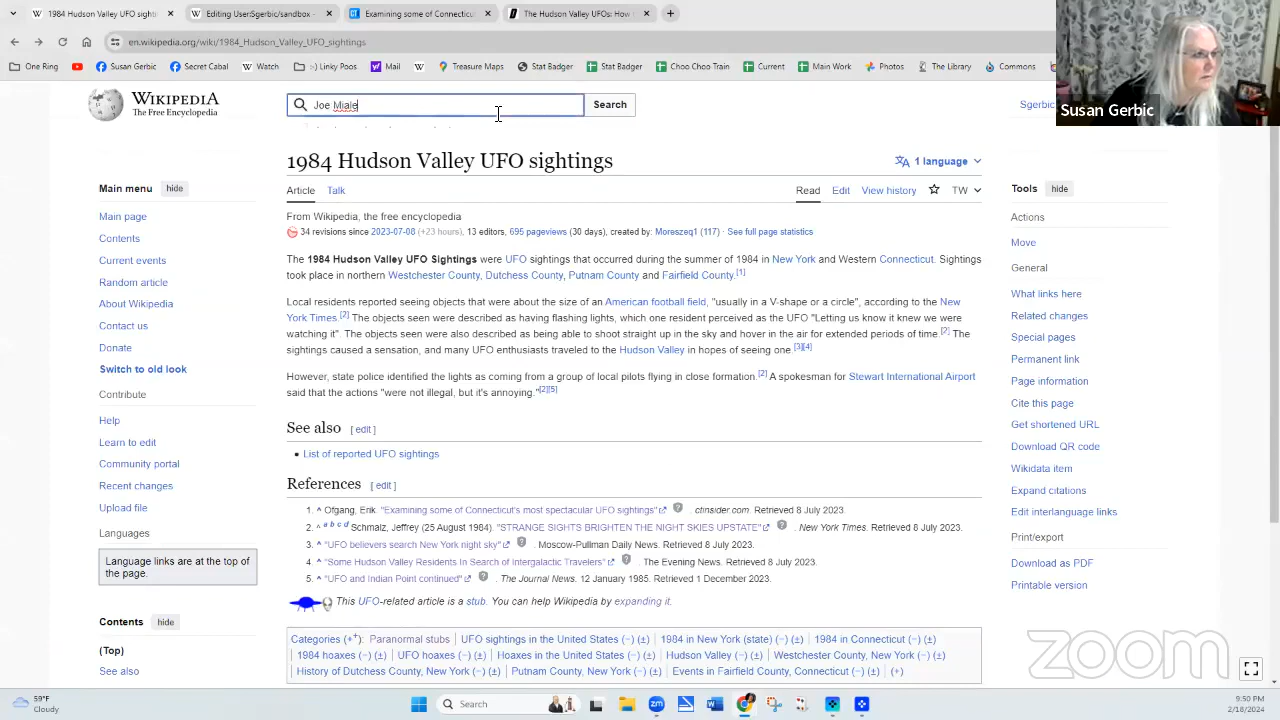 1984 Hudson Valley UFO sight
Editing UserSgerbic/sandbox
Examining some of Connecticut'
The Hudson Valley UFOs: How
en.wikipedia.org/wiki/1984_Hudson_Valley_UFO_sightings
One Ring
Susan Gerbic
Secret Cabal
Watch
:-) Linky Poo
Mail
Treasure Maps
Stat Badger
Stat Badger
Choo Choo Train
Commitment
Main Work
People
Quora
Lightbeam
Commons
WIKIPEDIA
The Free Encyclopedia
Joe Miale
Search
Sgerbic
Susan Gerbic
1984 Hudson Valley UFO sightings
1 language
Main menu hide
Article Talk
Read Edit View history TW
Tools hide
Main page
From Wikipedia, the free encyclopedia
Actions
Contents
34 revisions since 2023-07-08 (+23 hours), 13 editors, 695 pageviews (30 days), created by: Moreszeq1 (117) · See full page statistics
Move
Current events
The 1984 Hudson Valley UFO Sightings were UFO sightings that occurred during the summer of 1984 in New York and Western Connecticut. Sightings
took place in northern Westchester County, Dutchess County, Putnam County and Fairfield County.[1]
General
Random article
What links here
About Wikipedia
Local residents reported seeing objects that were about the size of an American football field, "usually in a V-shape or a circle", according to the New
York Times.[2] The objects seen were described as having flashing lights, which one resident perceived as the UFO "Letting us know it knew we were
watching it". The objects seen were also described as being able to shoot straight up in the sky and hover in the air for extended periods of time.[2] The
sightings caused a sensation, and many UFO enthusiasts traveled to the Hudson Valley in hopes of seeing one.[3][4]
Related changes
Contact us
Special pages
Donate
Permanent link
Switch to old look
However, state police identified the lights as coming from a group of local pilots flying in close formation.[2] A spokesman for Stewart International Airport
said that the actions "were not illegal, but it's annoying."[2][5]
Page information
Contribute
Cite this page
Help
See also [ edit ]
Get shortened URL
Learn to edit
List of reported UFO sightings
Download QR code
Community portal
Wikidata item
Recent changes
References [ edit ]
Expand citations
Upload file
1. ^ Ofgang, Erik. "Examining some of Connecticut's most spectacular UFO sightings" . ctinsider.com. Retrieved 8 July 2023.
Edit interlanguage links
2. ^ a b c d Schmalz, Jeffrey (25 August 1984). "STRANGE SIGHTS BRIGHTEN THE NIGHT SKIES UPSTATE" . New York Times. Retrieved 8 July 2023.
Languages
3. ^ "UFO believers search New York night sky" . Moscow-Pullman Daily News. Retrieved 8 July 2023.
Print/export
Language links are at the top of
the page.
4. ^ "Some Hudson Valley Residents In Search of Intergalactic Travelers" . The Evening News. Retrieved 8 July 2023.
Download as PDF
5. ^ "UFO and Indian Point continued" . The Journal News. 12 January 1985. Retrieved 1 December 2023.
Printable version
This UFO-related article is a stub. You can help Wikipedia by expanding it.
Contents hide
Categories (+⁺): Paranormal stubs | UFO sightings in the United States (−) (±) | 1984 in New York (state) (−) (±) | 1984 in Connecticut (−) (±)
| 1984 hoaxes (−) (±) | UFO hoaxes (−) (±) | Hoaxes in the United States (−) (±) | Hudson Valley (−) (±) | Westchester County, New York (−) (±)
| History of Dutchess County, New York (−) (±) | Putnam County, New York (−) (±) | Events in Fairfield County, Connecticut (−) (±) | (+)
(Top)
See also
zoom
59°F
Cloudy
Search
9:50 PM
2/18/2024